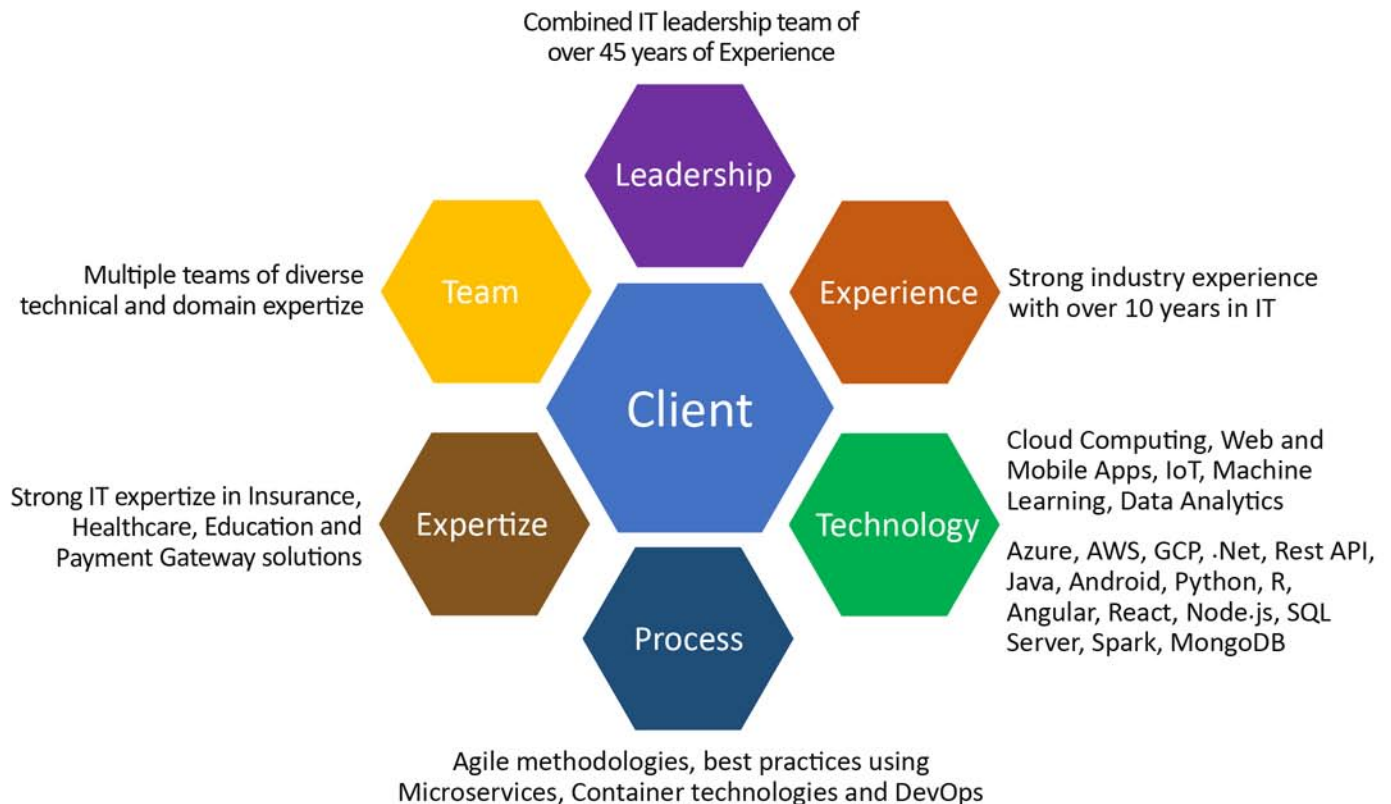 Combined IT leadership team of
over 45 years of Experience
Leadership
Team
Multiple teams of diverse
technical and domain expertize
Experience
Strong industry experience
with over 10 years in IT
Client
Expertize
Strong IT expertize in Insurance,
Healthcare, Education and
Payment Gateway solutions
Technology
Cloud Computing, Web and
Mobile Apps, IoT, Machine
Learning, Data Analytics
Azure, AWS, GCP, .Net, Rest API,
Java, Android, Python, R,
Angular, React, Node.js, SQL
Server, Spark, MongoDB
Process
Agile methodologies, best practices using
Microservices, Container technologies and DevOps